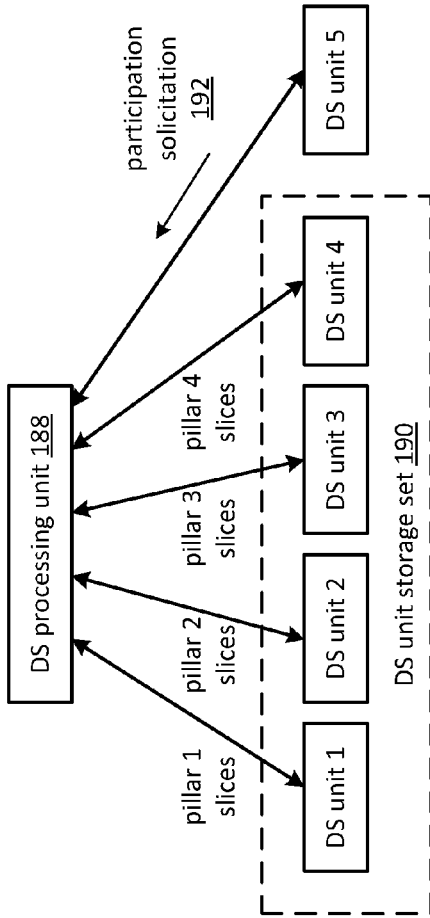 DS processing unit 188
participation
solicitation
192
pillar 1
slices
pillar 2
slices
pillar 3
slices
pillar 4
slices
DS unit 1
DS unit 2
DS unit 3
DS unit 4
DS unit 5
DS unit storage set 190